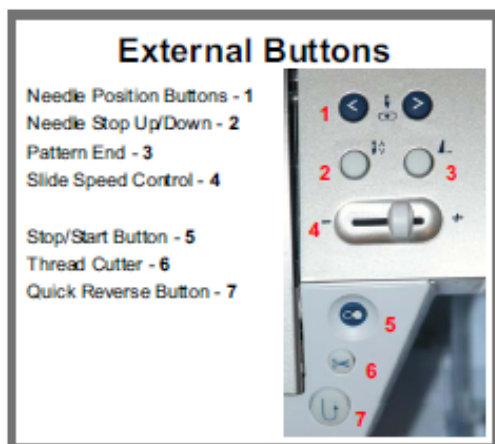 External Buttons
Needle Position Buttons - 1
Needle Stop Up/Down - 2
Pattern End - 3
Slide Speed Control - 4
Stop/Start Button - 5
Thread Cutter - 6
Quick Reverse Button - 7
1
2
3
4
- +
5
6
7